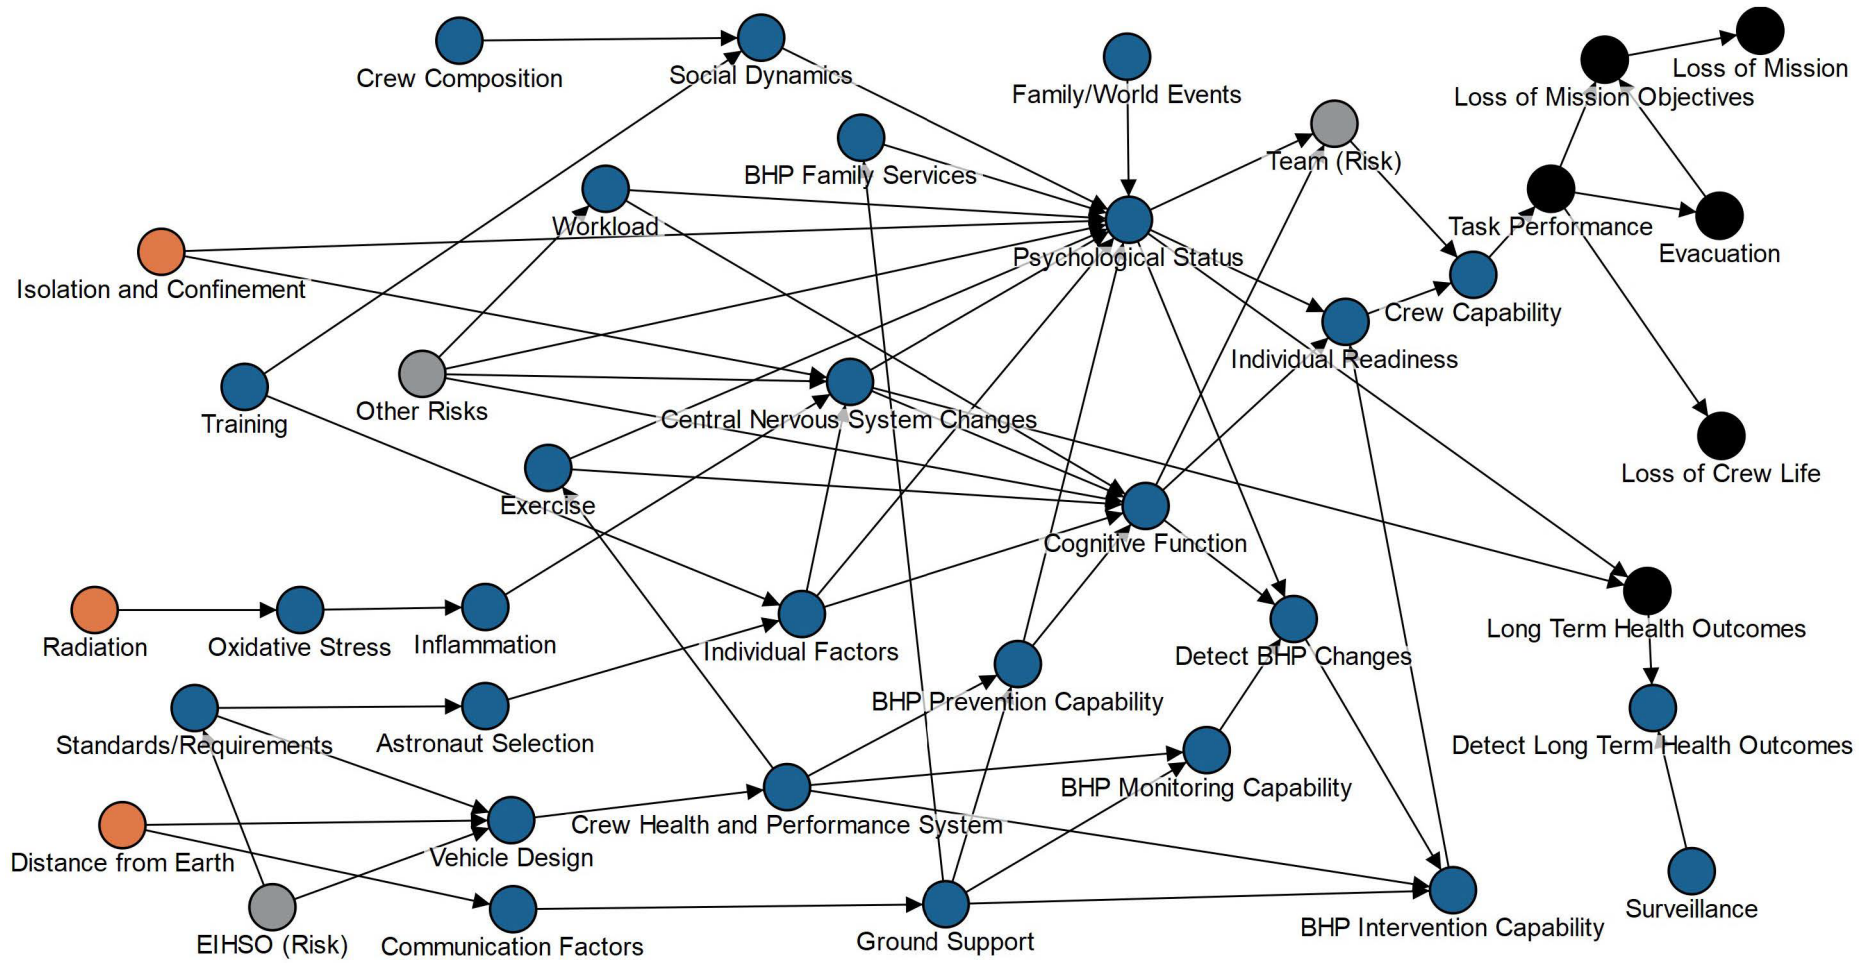 Crew Composition
Social Dynamics
Family/World Events
Loss of Mission
Loss of Mission Objectives
Team (Risk)
BHP Family Services
Workload
Task Performance
Evacuation
Psychological Status
Isolation and Confinement
Crew Capability
Individual Readiness
Training
Other Risks
Central Nervous System Changes
Loss of Crew Life
Exercise
Cognitive Function
Radiation
Oxidative Stress
Inflammation
Individual Factors
Detect BHP Changes
Long Term Health Outcomes
BHP Prevention Capability
Standards/Requirements
Astronaut Selection
Detect Long Term Health Outcomes
BHP Monitoring Capability
Crew Health and Performance System
Distance from Earth
Vehicle Design
EIHSO (Risk)
Communication Factors
Ground Support
BHP Intervention Capability
Surveillance